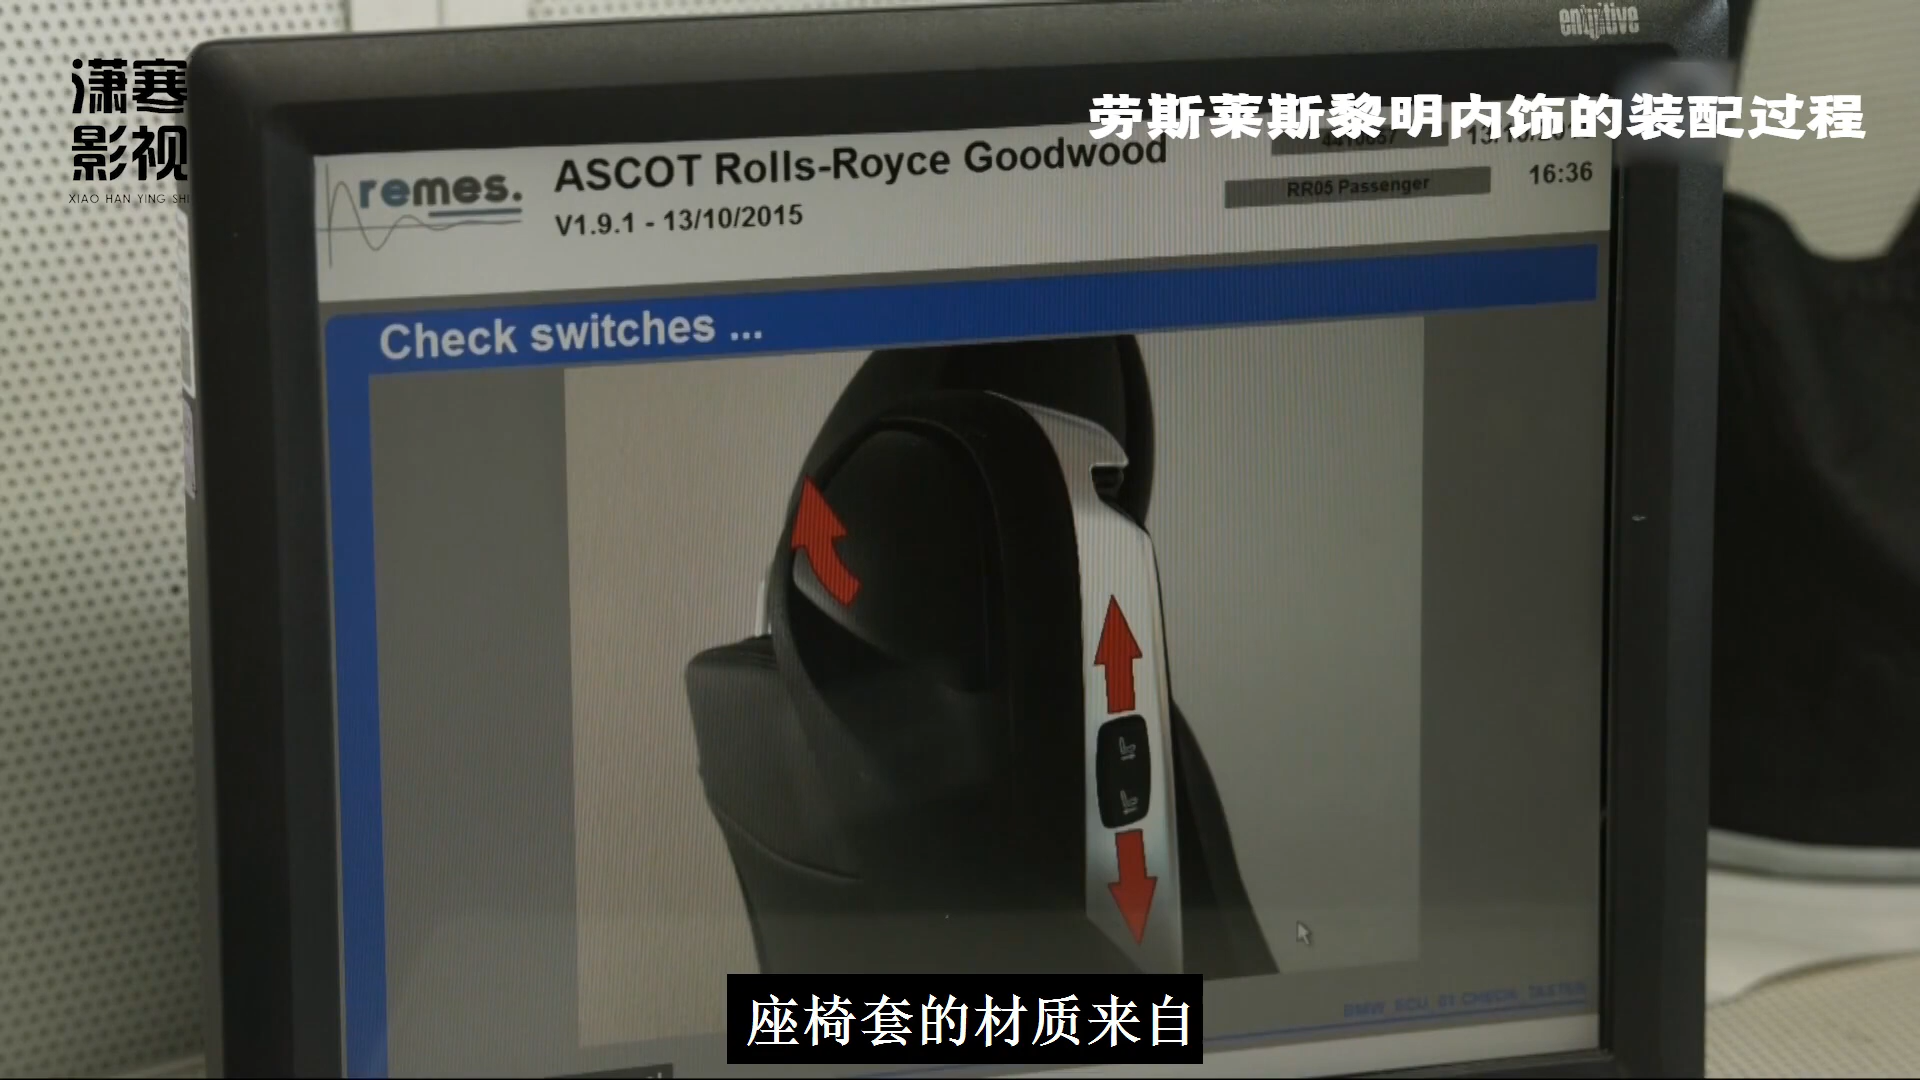 entuitive
潇寒
影视
XIAO HAN YING SHI
劳斯莱斯黎明内饰的装配过程
remes.
ASCOT Rolls-Royce Goodwood
V1.9.1 - 13/10/2015
RR05 Passenger
16:36
Check switches ...
座椅套的材质来自